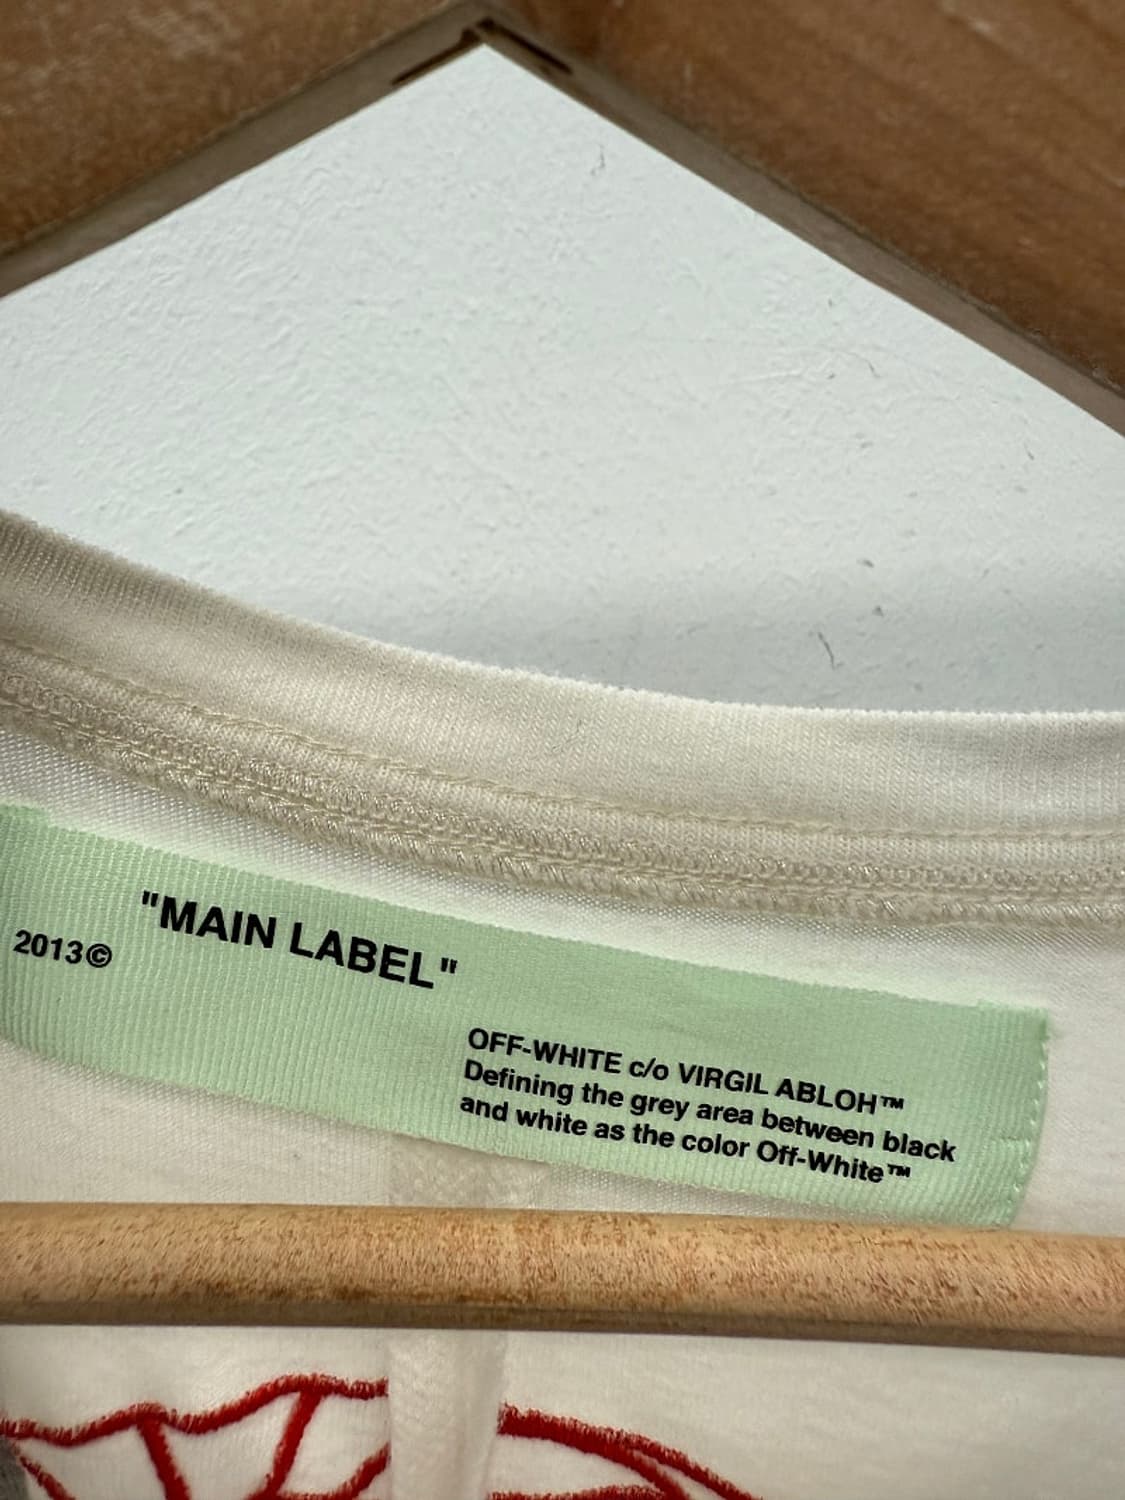 "MAIN LABEL"
2013©
OFF-WHITE c/o VIRGIL ABLOH™
Defining the grey area between black
and white as the color Off-White™